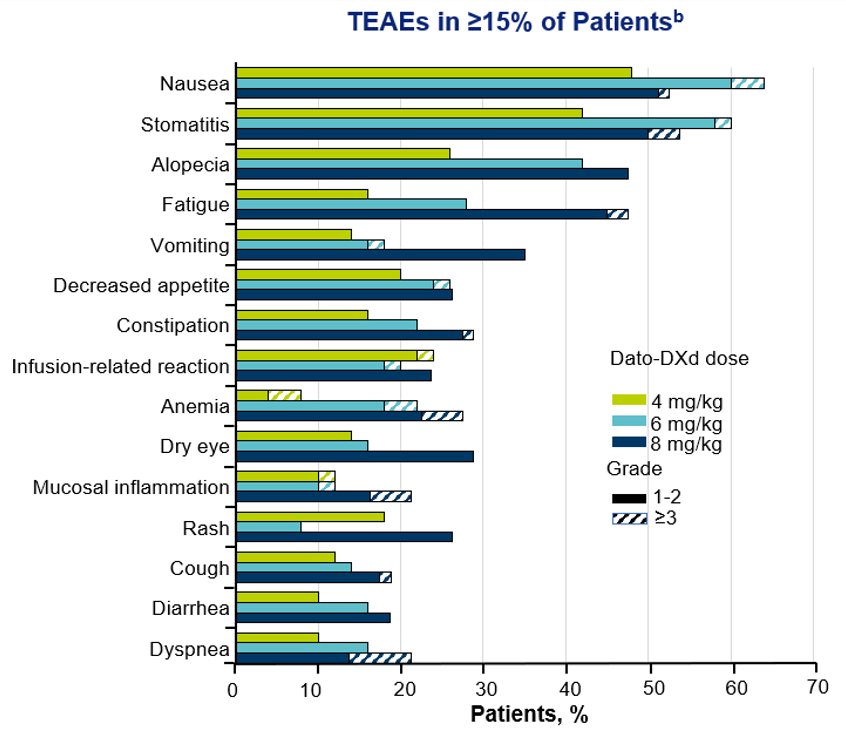 TEAEs in ≥15% of Patientsᵇ
Nausea
Stomatitis
Alopecia
Fatigue
Vomiting
Decreased appetite
Constipation
Infusion-related reaction
Anemia
Dry eye
Mucosal inflammation
Rash
Cough
Diarrhea
Dyspnea
Dato-DXd dose
4 mg/kg
6 mg/kg
8 mg/kg
Grade
1-2
≥3
0 10 20 30 40 50 60 70
Patients, %